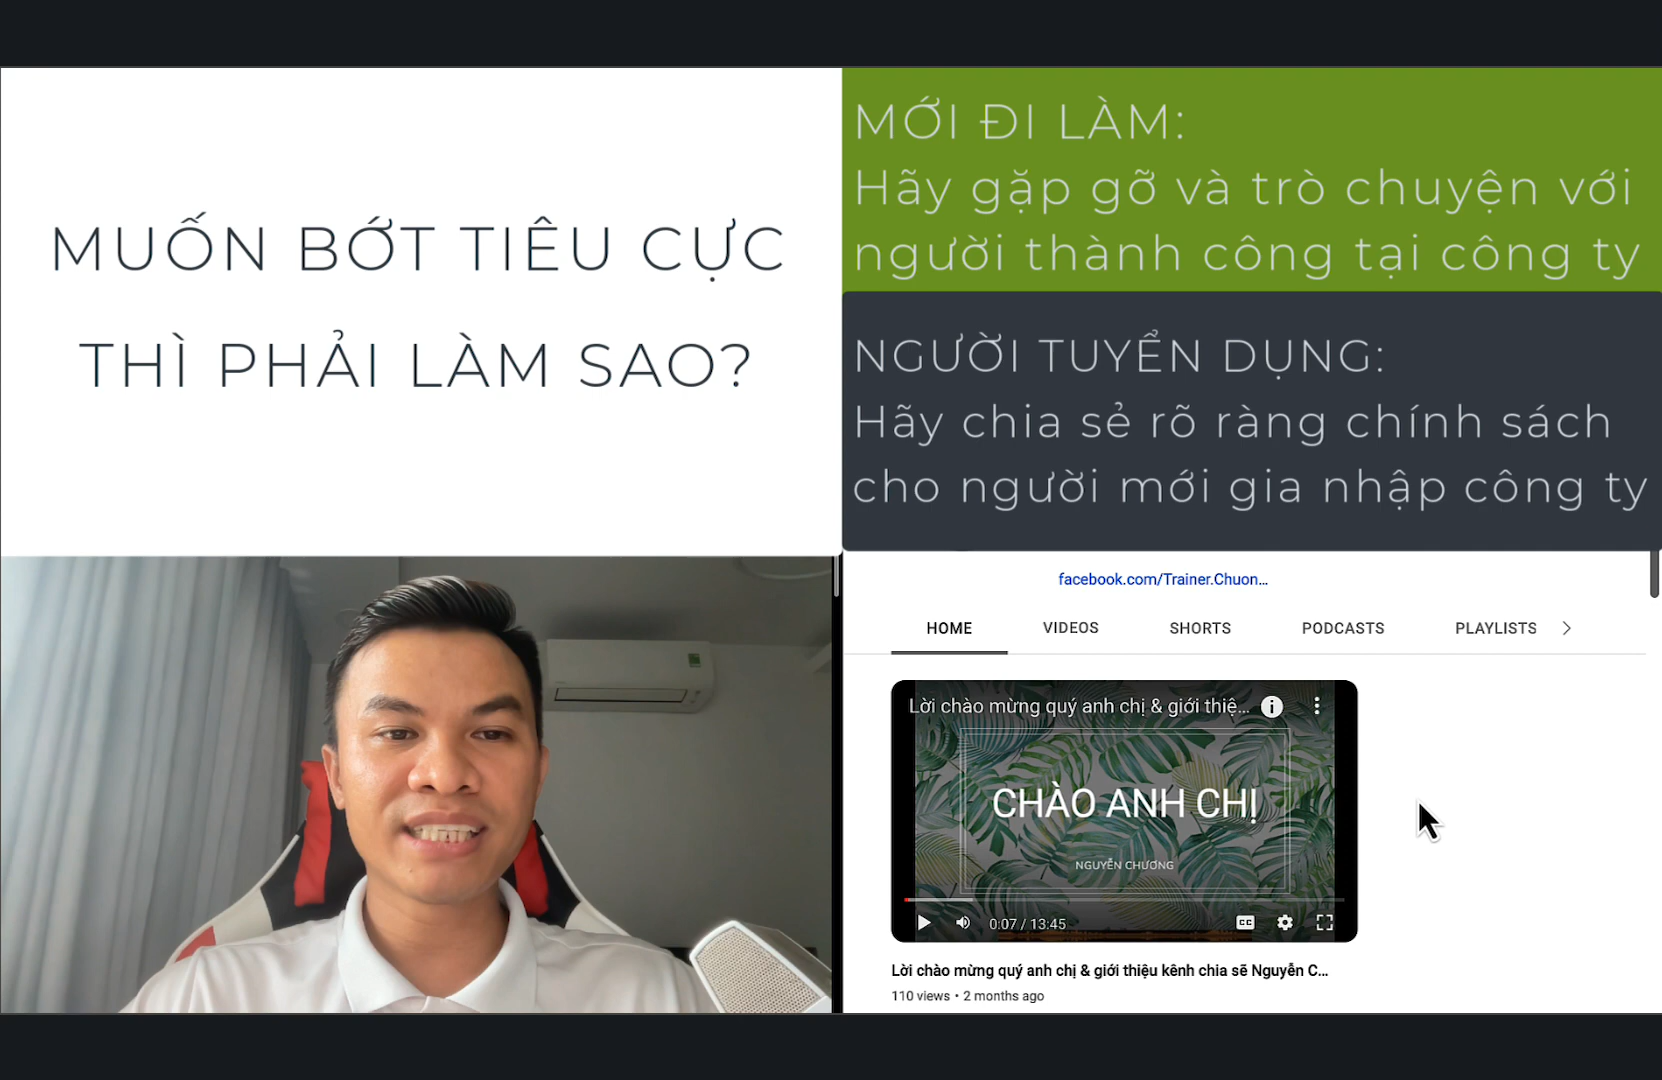 MUỐN BỚT TIÊU CỰC
THÌ PHẢI LÀM SAO?
MỚI ĐI LÀM:
Hãy gặp gỡ và trò chuyện với
người thành công tại công ty
NGƯỜI TUYỂN DỤNG:
Hãy chia sẻ rõ ràng chính sách
cho người mới gia nhập công ty
facebook.com/Trainer.Chuon...
HOME VIDEOS SHORTS PODCASTS PLAYLISTS
Lời chào mừng quý anh chị & giới thiệ...
CHÀO ANH CHỊ
NGUYỄN CHƯƠNG
0:07 / 13:45
CC
Lời chào mừng quý anh chị & giới thiệu kênh chia sẽ Nguyễn C...
110 views • 2 months ago